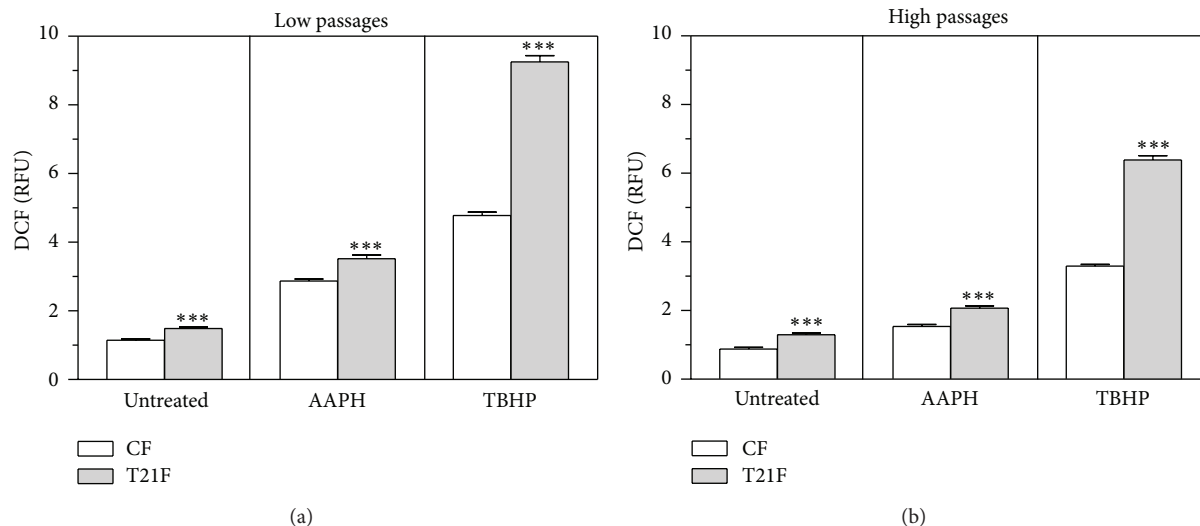 Low passages
10
8
6
4
2
0
DCF (RFU)
***
***
***
Untreated AAPH TBHP
CF
T21F
(a)
High passages
10
8
6
4
2
0
DCF (RFU)
***
***
***
Untreated AAPH TBHP
CF
T21F
(b)